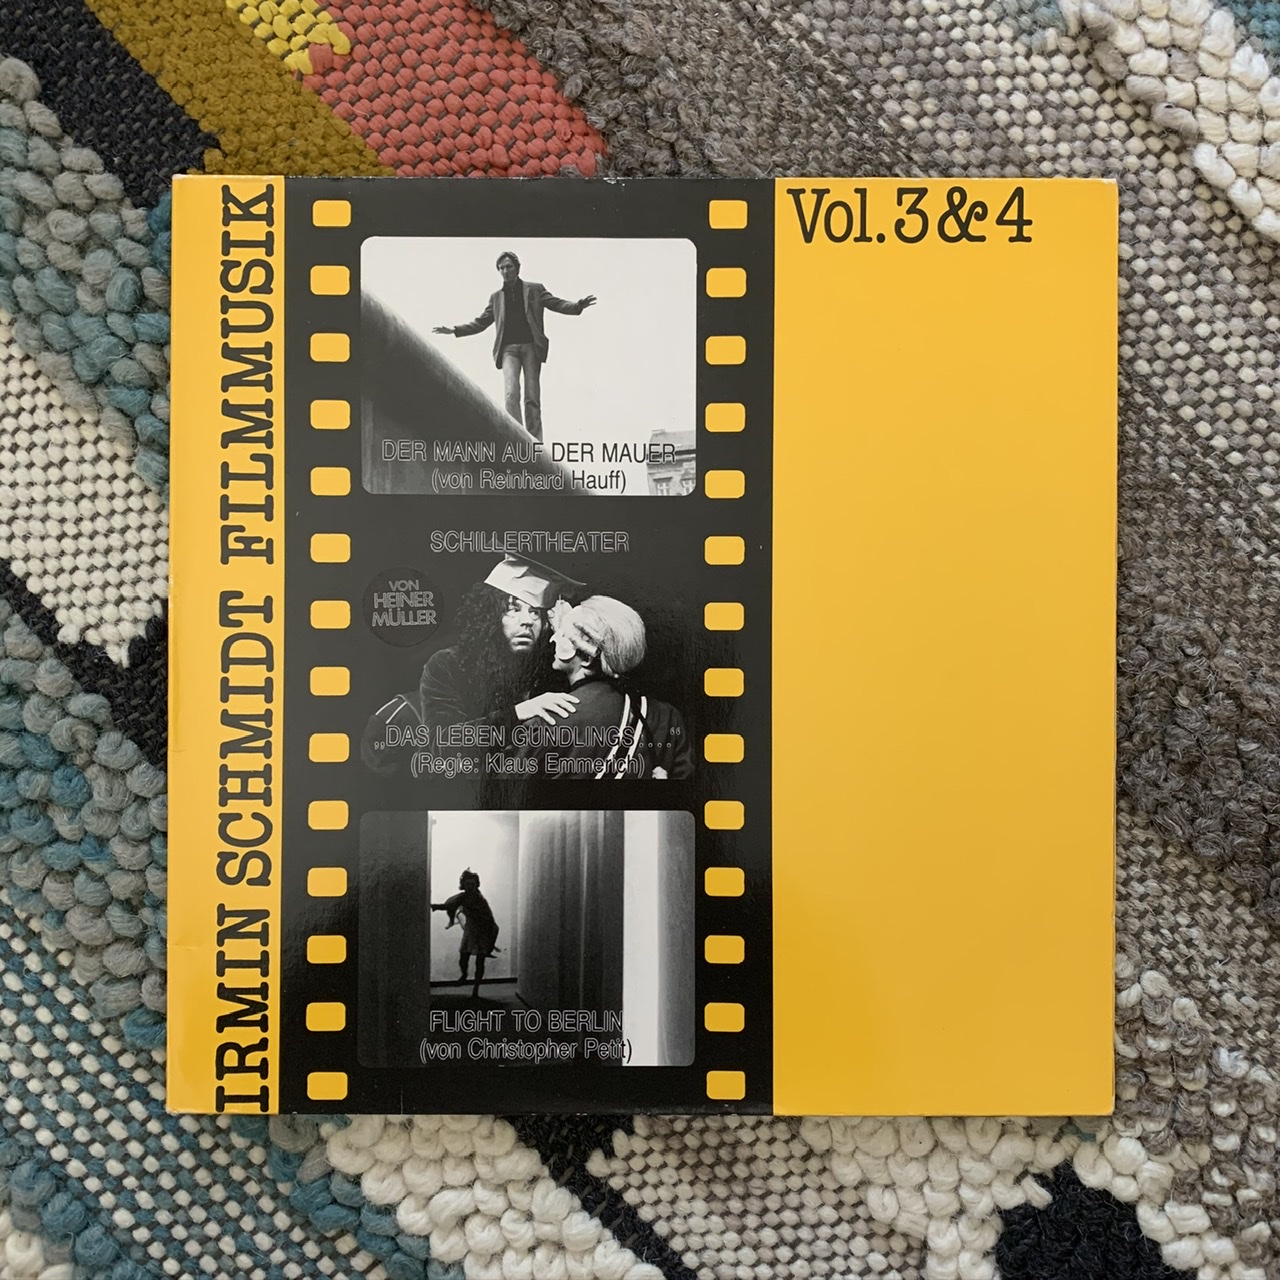 IRMIN SCHMIDT FILMMUSIK
Vol. 3 & 4
DER MANN AUF DER MAUER
(von Reinhard Hauff)
SCHILLERTHEATER
VON
HEINER
MÜLLER
„DAS LEBEN GUNDLINGS...."
(Regie: Klaus Emmerich)
FLIGHT TO BERLIN
(von Christopher Petit)